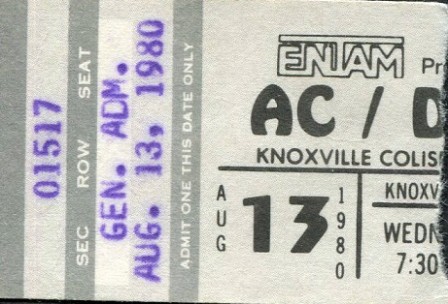 01517
SEC ROW SEAT
GEN. ADM.
AUG. 13, 1980
ADMIT ONE THIS DATE ONLY
ENTAM Pr
AC / D
KNOXVILLE COLIS
AUG 13 1980
KNOXV
WEDN
7:30